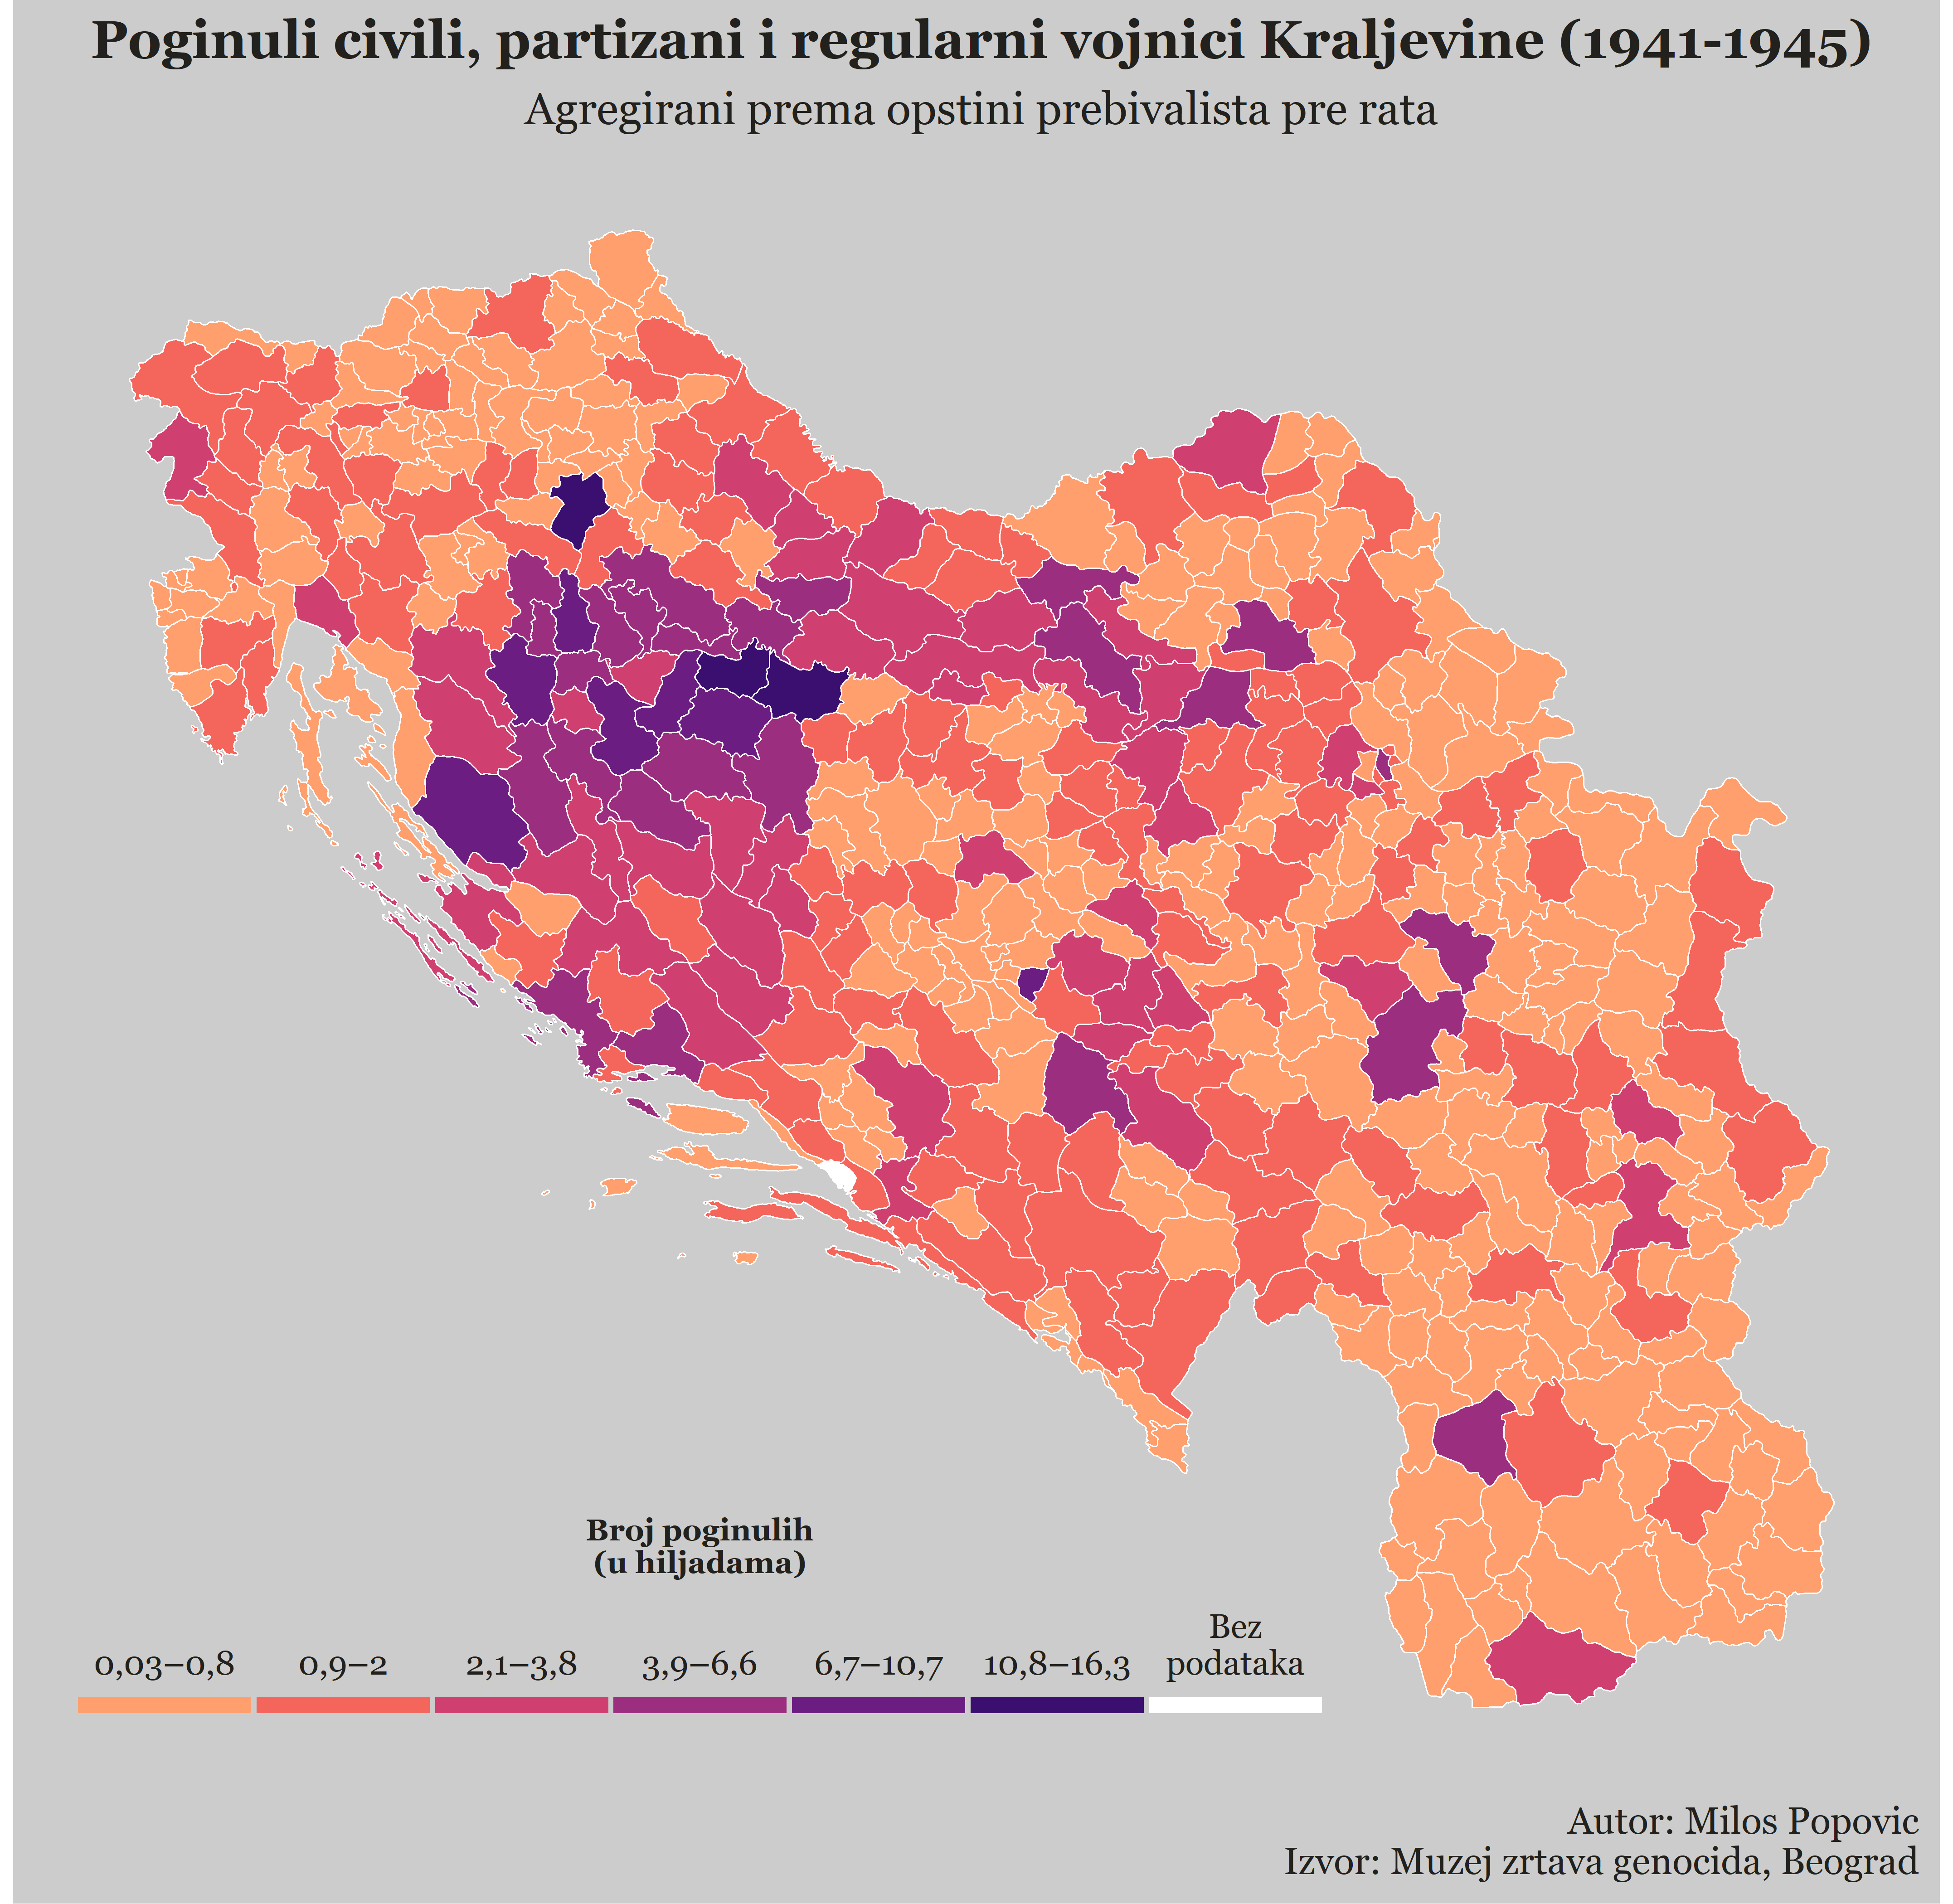 Poginuli civili, partizani i regularni vojnici Kraljevine (1941-1945)
Agregirani prema opstini prebivalista pre rata
Broj poginulih
(u hiljadama)
0,03–0,8 0,9–2 2,1–3,8 3,9–6,6 6,7–10,7 10,8–16,3 Bez
podataka
Autor: Milos Popovic
Izvor: Muzej zrtava genocida, Beograd